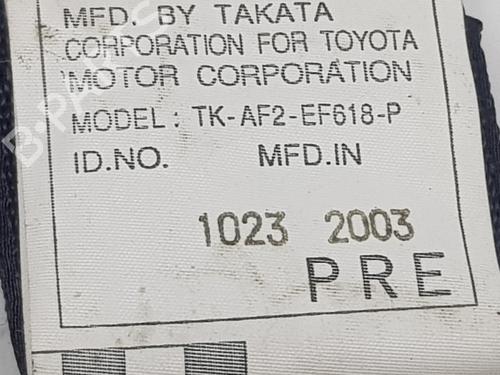 MFD. BY TAKATA
CORPORATION FOR TOYOTA
MOTOR CORPORATION
MODEL: TK-AF2-EF618-P
ID.NO. MFD.IN
1023 2003
PRE
B-PARTS